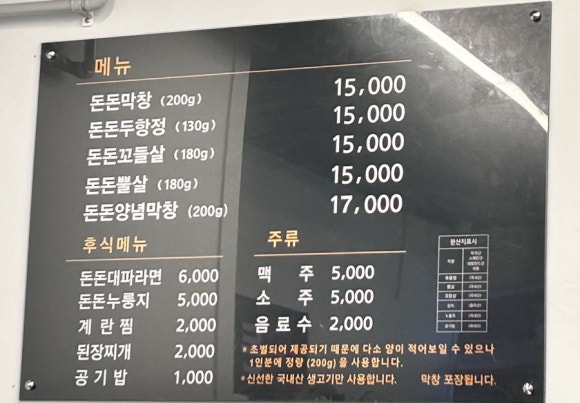 메뉴
돈돈막창 (200g) 15,000
돈돈두항정 (130g) 15,000
돈돈꼬들살 (180g) 15,000
돈돈뽈살 (180g) 15,000
돈돈양념막창 (200g) 17,000
후식메뉴
돈돈대파라면 6,000
돈돈누룽지 5,000
계란찜 2,000
된장찌개 2,000
공기밥 1,000
주류
맥 주 5,000
소 주 5,000
음료수 2,000
* 초벌되어 제공되기 때문에 다소 양이 적어보일 수 있으나
1인분에 정량 (200g) 을 사용합니다.
*신선한 국내산 생고기만 사용합니다. 막창 포장됩니다.
원산지표시